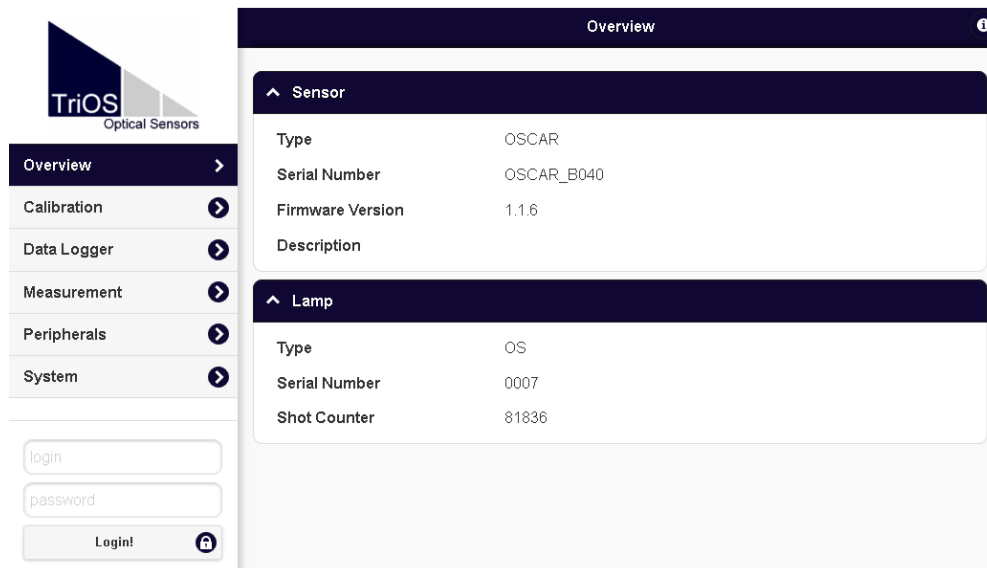 TriOS
Optical Sensors
Overview
Calibration
Data Logger
Measurement
Peripherals
System
login
password
Login!
Overview
Sensor
Type OSCAR
Serial Number OSCAR_B040
Firmware Version 1.1.6
Description
Lamp
Type OS
Serial Number 0007
Shot Counter 81836